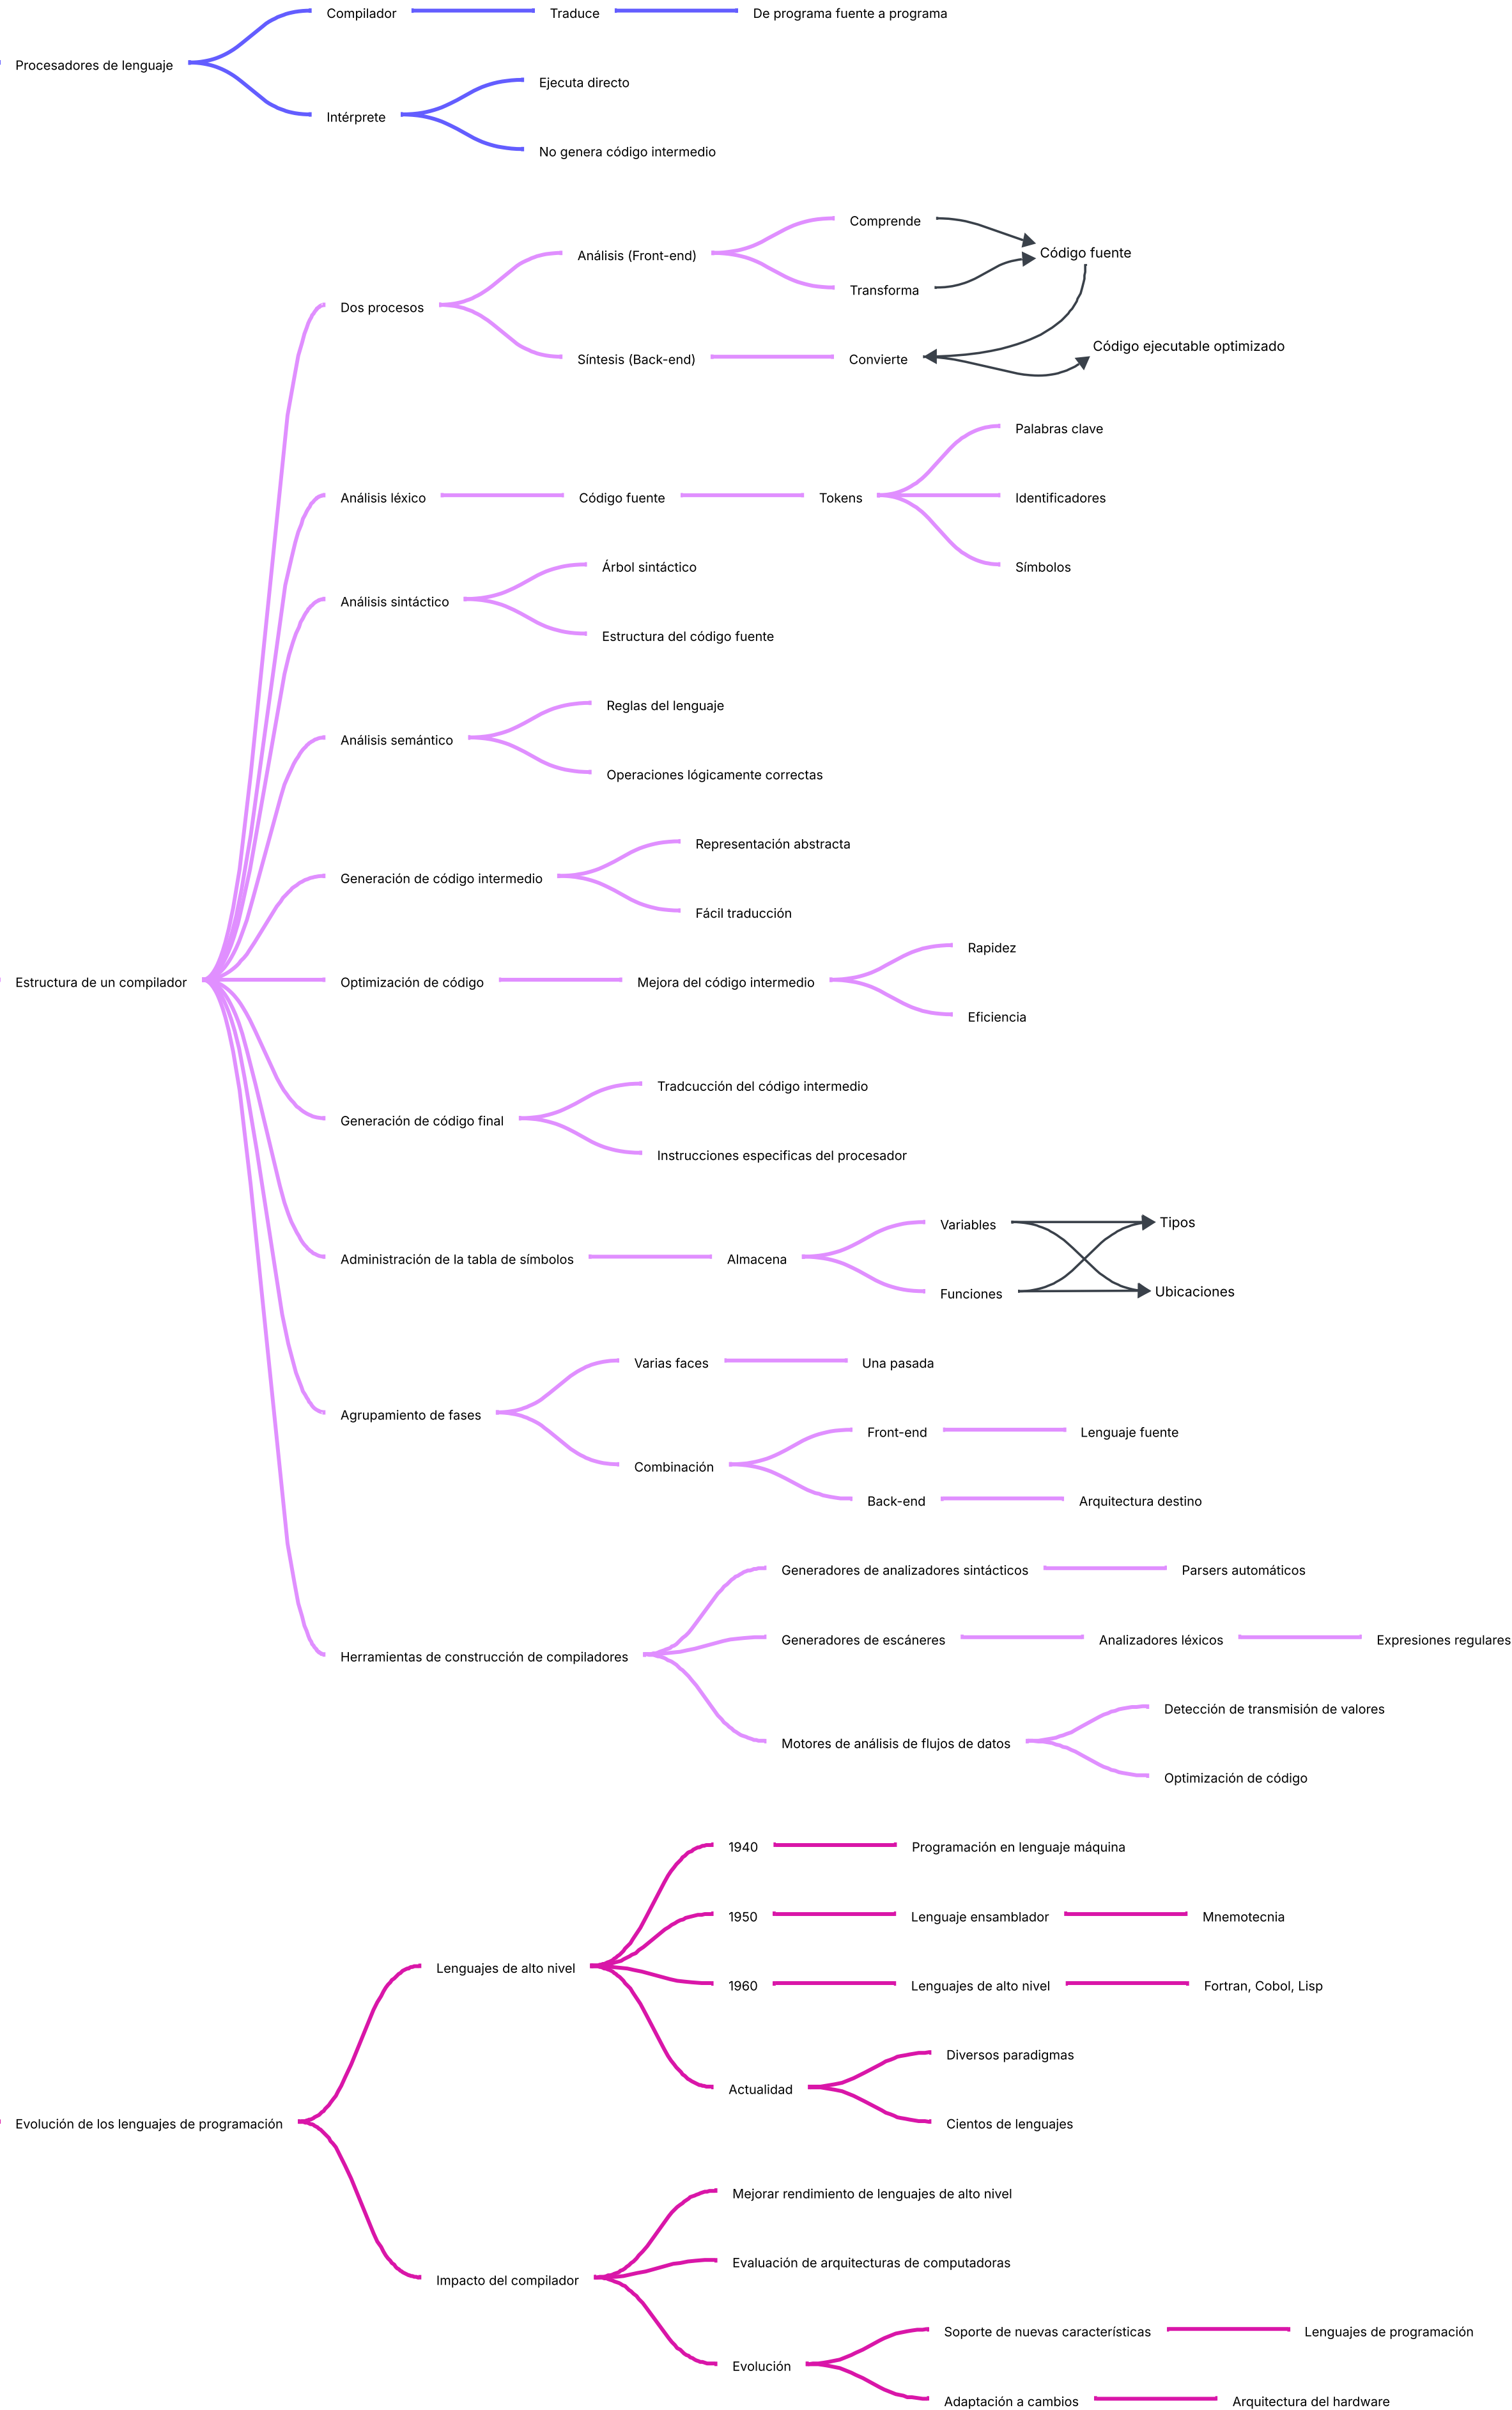 Compilador
Traduce
De programa fuente a programa
Procesadores de lenguaje
Ejecuta directo
Intérprete
No genera código intermedio
Comprende
Análisis (Front-end)
Código fuente
Transforma
Dos procesos
Síntesis (Back-end)
Convierte
Código ejecutable optimizado
Palabras clave
Análisis léxico
Código fuente
Tokens
Identificadores
Símbolos
Árbol sintáctico
Análisis sintáctico
Estructura del código fuente
Reglas del lenguaje
Análisis semántico
Operaciones lógicamente correctas
Representación abstracta
Generación de código intermedio
Fácil traducción
Rapidez
Estructura de un compilador
Optimización de código
Mejora del código intermedio
Eficiencia
Tradcucción del código intermedio
Generación de código final
Instrucciones especificas del procesador
Variables
Tipos
Administración de la tabla de símbolos
Almacena
Funciones
Ubicaciones
Varias faces
Una pasada
Agrupamiento de fases
Front-end
Lenguaje fuente
Combinación
Back-end
Arquitectura destino
Generadores de analizadores sintácticos
Parsers automáticos
Generadores de escáneres
Analizadores léxicos
Expresiones regulares
Herramientas de construcción de compiladores
Detección de transmisión de valores
Motores de análisis de flujos de datos
Optimización de código
1940
Programación en lenguaje máquina
1950
Lenguaje ensamblador
Mnemotecnia
Lenguajes de alto nivel
1960
Lenguajes de alto nivel
Fortran, Cobol, Lisp
Diversos paradigmas
Actualidad
Cientos de lenguajes
Evolución de los lenguajes de programación
Mejorar rendimiento de lenguajes de alto nivel
Evaluación de arquitecturas de computadoras
Impacto del compilador
Soporte de nuevas características
Lenguajes de programación
Evolución
Adaptación a cambios
Arquitectura del hardware